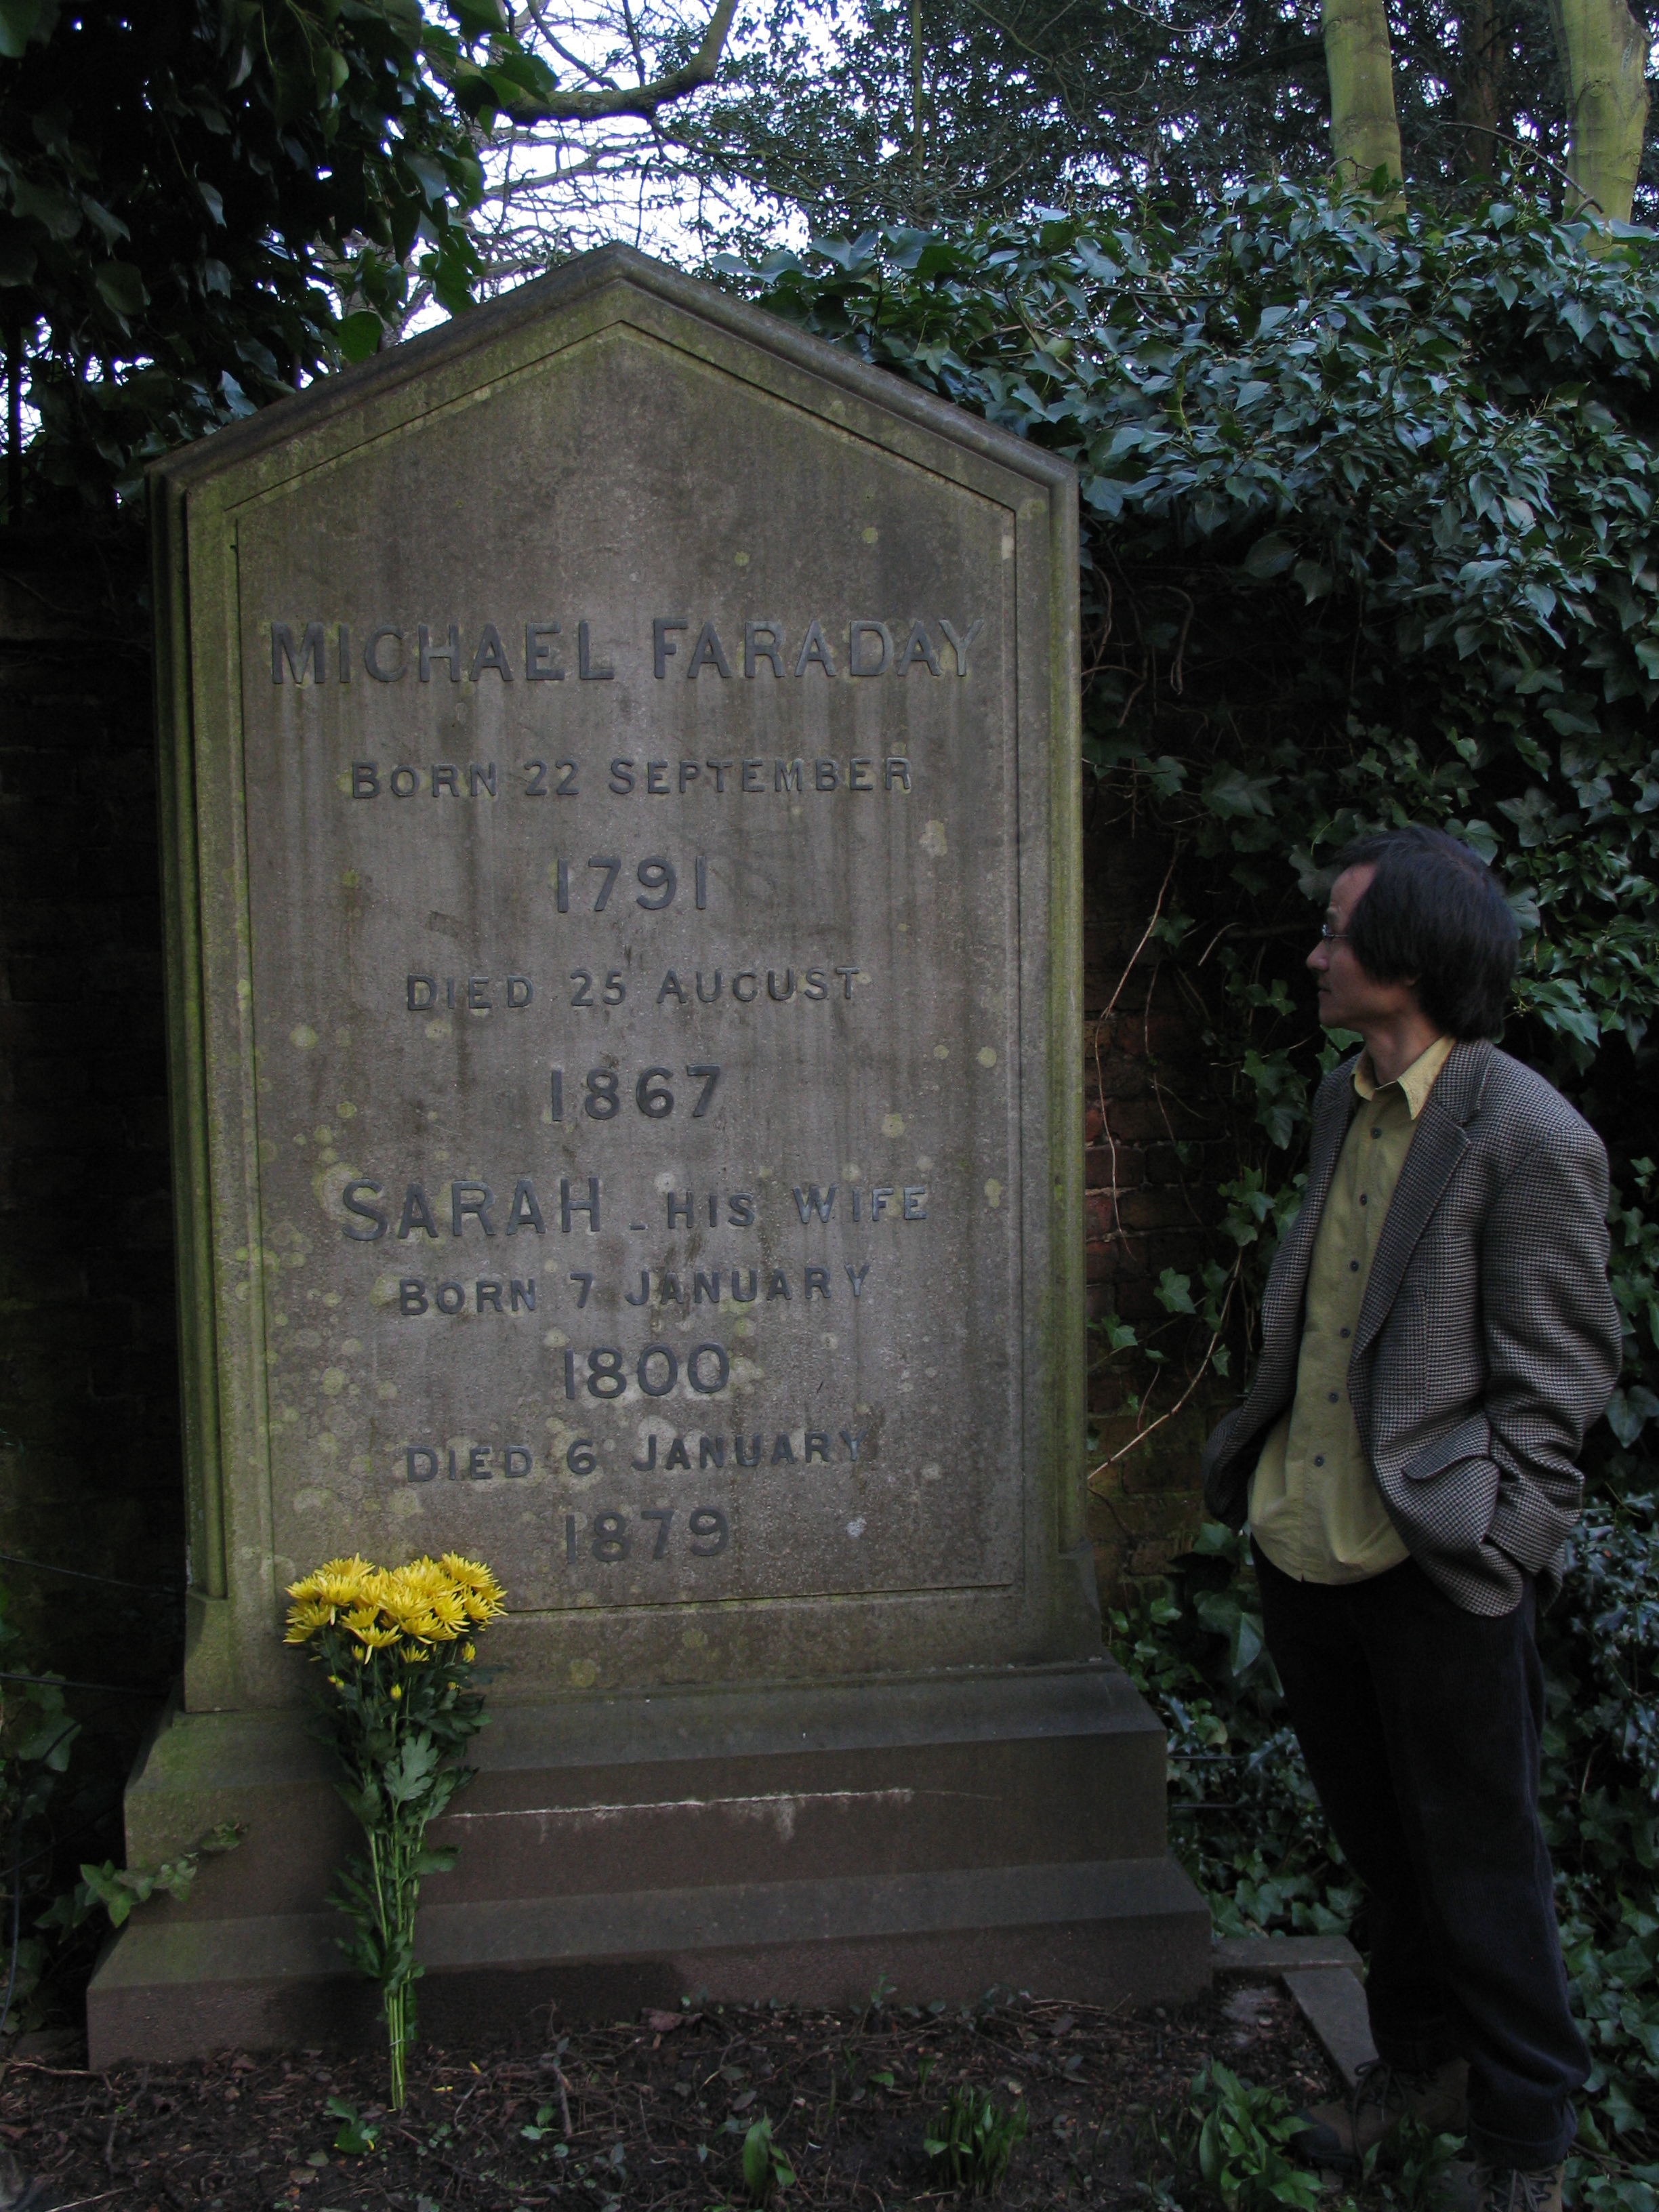 MICHAEL FARADAY
BORN 22 SEPTEMBER
1791
DIED 25 AUGUST
1867
SARAH - HIS WIFE
BORN 7 JANUARY
1800
DIED 6 JANUARY
1879